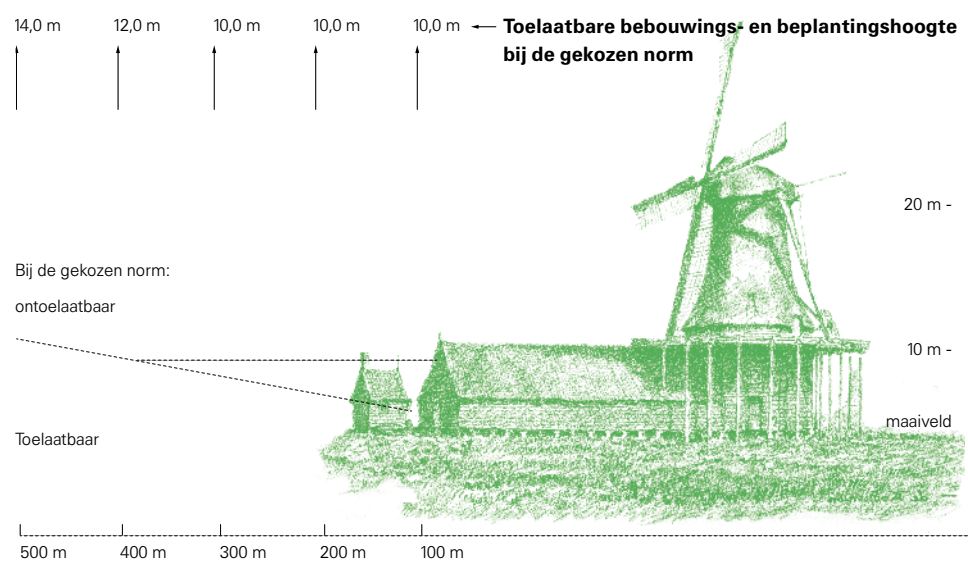 14,0 m 12,0 m 10,0 m 10,0 m 10,0 m Toelaatbare bebouwings- en beplantingshoogte
bij de gekozen norm
20 m -
Bij de gekozen norm:
ontoelaatbaar
10 m -
maaiveld
Toelaatbaar
500 m 400 m 300 m 200 m 100 m